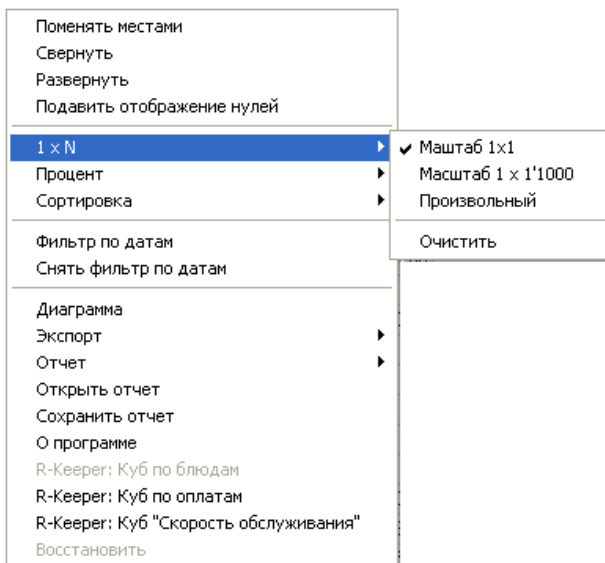 Поменять местами
Свернуть
Развернуть
Подавить отображение нулей
1 x N
Процент
Сортировка
Фильтр по датам
Снять фильтр по датам
Диаграмма
Экспорт
Отчет
Открыть отчет
Сохранить отчет
О программе
R-Keeper: Куб по блюдам
R-Keeper: Куб по оплатам
R-Keeper: Куб "Скорость обслуживания"
Восстановить
Маштаб 1x1
Масштаб 1 x 1'1000
Произвольный
Очистить